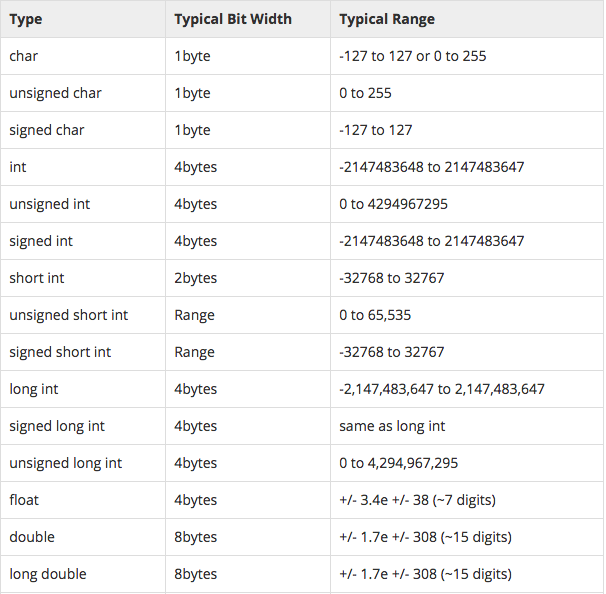 Type Typical Bit Width Typical Range
char 1byte -127 to 127 or 0 to 255
unsigned char 1byte 0 to 255
signed char 1byte -127 to 127
int 4bytes -2147483648 to 2147483647
unsigned int 4bytes 0 to 4294967295
signed int 4bytes -2147483648 to 2147483647
short int 2bytes -32768 to 32767
unsigned short int Range 0 to 65,535
signed short int Range -32768 to 32767
long int 4bytes -2,147,483,647 to 2,147,483,647
signed long int 4bytes same as long int
unsigned long int 4bytes 0 to 4,294,967,295
float 4bytes +/- 3.4e +/- 38 (~7 digits)
double 8bytes +/- 1.7e +/- 308 (~15 digits)
long double 8bytes +/- 1.7e +/- 308 (~15 digits)